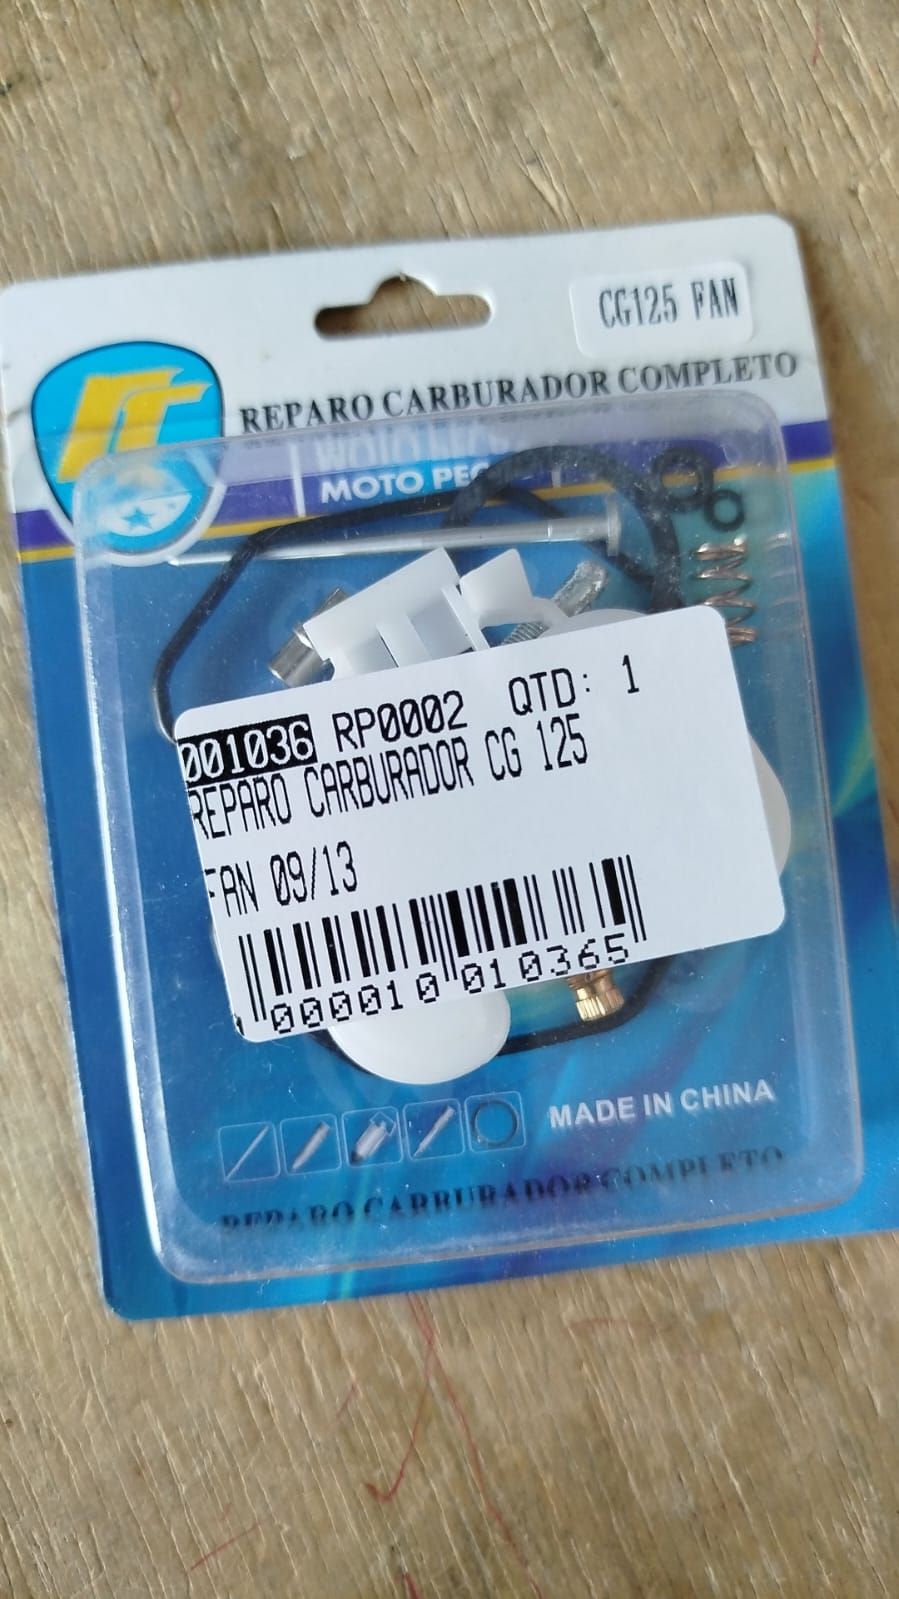 CG125 FAN
REPARO CARBURADOR COMPLETO
MOTO
001036 RP0002 QTD: 1
REPARO CARBURADOR CG 125
FAN 09/13
000010 010365
MADE IN CHINA
REPARO CARBURADOR COMPLETO